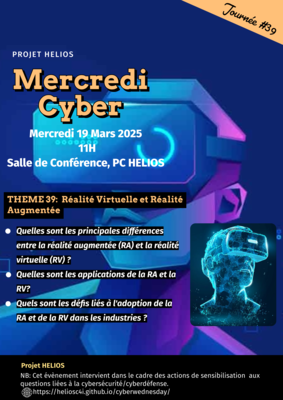 Journée #39
PROJET HELIOS
Mercredi
Cyber
Mercredi 19 Mars 2025
11H
Salle de Conférence, PC HELIOS
THEME 39: Réalité Virtuelle et Réalité
Augmentée
Quelles sont les principales différences
entre la réalité augmentée (RA) et la réalité
virtuelle (RV) ?
Quelles sont les applications de la RA et la
RV?
Quels sont les défis liés à l'adoption de la
RA et de la RV dans les industries ?
Projet HELIOS
NB: Cet évènement intervient dans le cadre des actions de sensibilisation aux
questions liées à la cybersécurité/cyberdéfense.
https://heliosc4i.github.io/cyberwednesday/